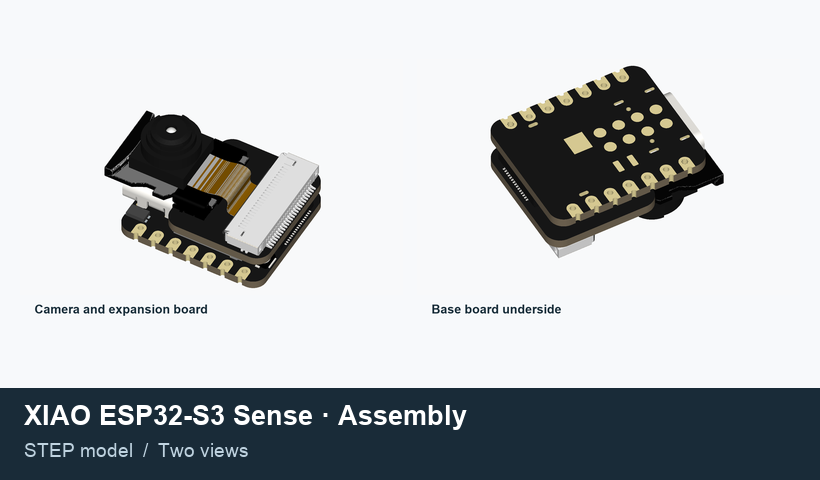 Camera and expansion board
Base board underside
XIAO ESP32-S3 Sense · Assembly
STEP model / Two views